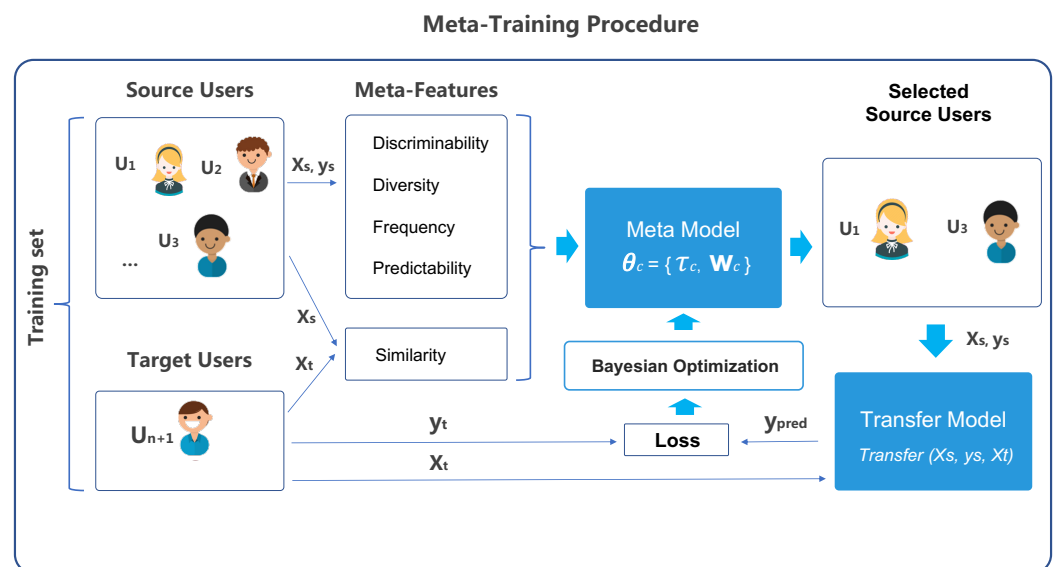 Meta-Training Procedure
Training set
Source Users
U1
U2
U3
...
Xs, ys
Xs
Target Users
Un+1
Xt
Meta-Features
Discriminability
Diversity
Frequency
Predictability
Similarity
Meta Model
θc = { τc, Wc }
Bayesian Optimization
Loss
yt
Xt
ypred
Selected
Source Users
U1
U3
Xs, ys
Transfer Model
Transfer (Xs, ys, Xt)